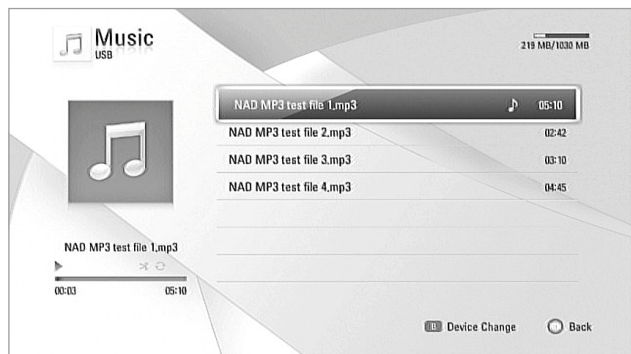 Music
USB
219 MB/1030 MB
NAD MP3 test file 1.mp3 05:10
NAD MP3 test file 2.mp3 02:42
NAD MP3 test file 3.mp3 03:10
NAD MP3 test file 4.mp3 04:45
NAD MP3 test file 1.mp3
00:03 05:10
B Device Change Back